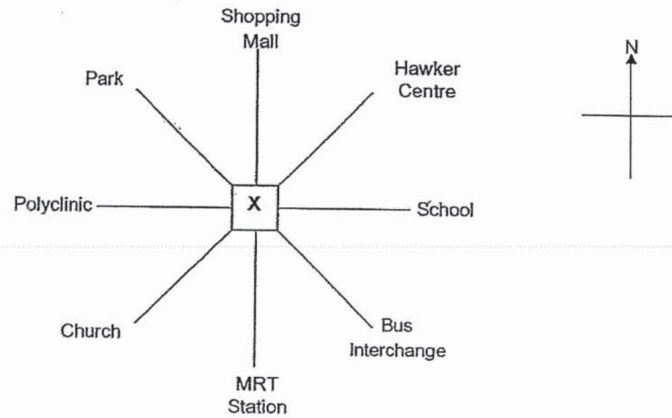 Shopping
Mall
N
Park
Hawker
Centre
Polyclinic
X
School
Church
Bus
Interchange
MRT
Station